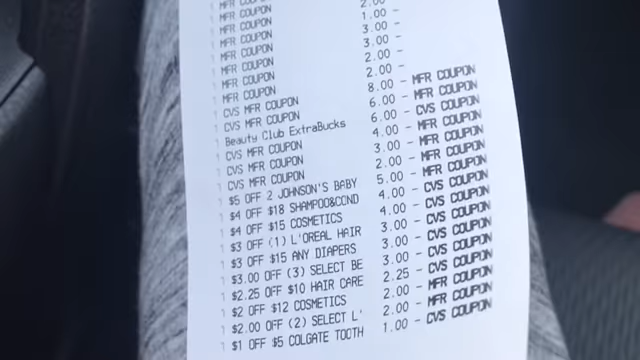 1 MFR COUPON 2.00 -
1 MFR COUPON 1.00 -
1 MFR COUPON 3.00 -
1 MFR COUPON 3.00 -
1 MFR COUPON 2.00 -
1 MFR COUPON 2.00 -
1 CVS MFR COUPON 8.00 - MFR COUPON
1 CVS MFR COUPON 6.00 - MFR COUPON
1 Beauty Club ExtraBucks 6.00 - CVS COUPON
1 CVS MFR COUPON 4.00 - MFR COUPON
1 CVS MFR COUPON 3.00 - MFR COUPON
1 CVS MFR COUPON 2.00 - MFR COUPON
1 $5 OFF 2 JOHNSON'S BABY 5.00 - CVS COUPON
1 $4 OFF $18 SHAMPOO&COND 4.00 - CVS COUPON
1 $4 OFF $15 COSMETICS 4.00 - CVS COUPON
1 $3 OFF (1) L'OREAL HAIR 3.00 - CVS COUPON
1 $3 OFF $15 ANY DIAPERS 3.00 - CVS COUPON
1 $3.00 OFF (3) SELECT BE 3.00 - CVS COUPON
1 $2.25 OFF $10 HAIR CARE 2.25 - CVS COUPON
1 $2 OFF $12 COSMETICS 2.00 - MFR COUPON
1 $2.00 OFF (2) SELECT L' 2.00 - MFR COUPON
1 $1 OFF $5 COLGATE TOOTH 1.00 - CVS COUPON